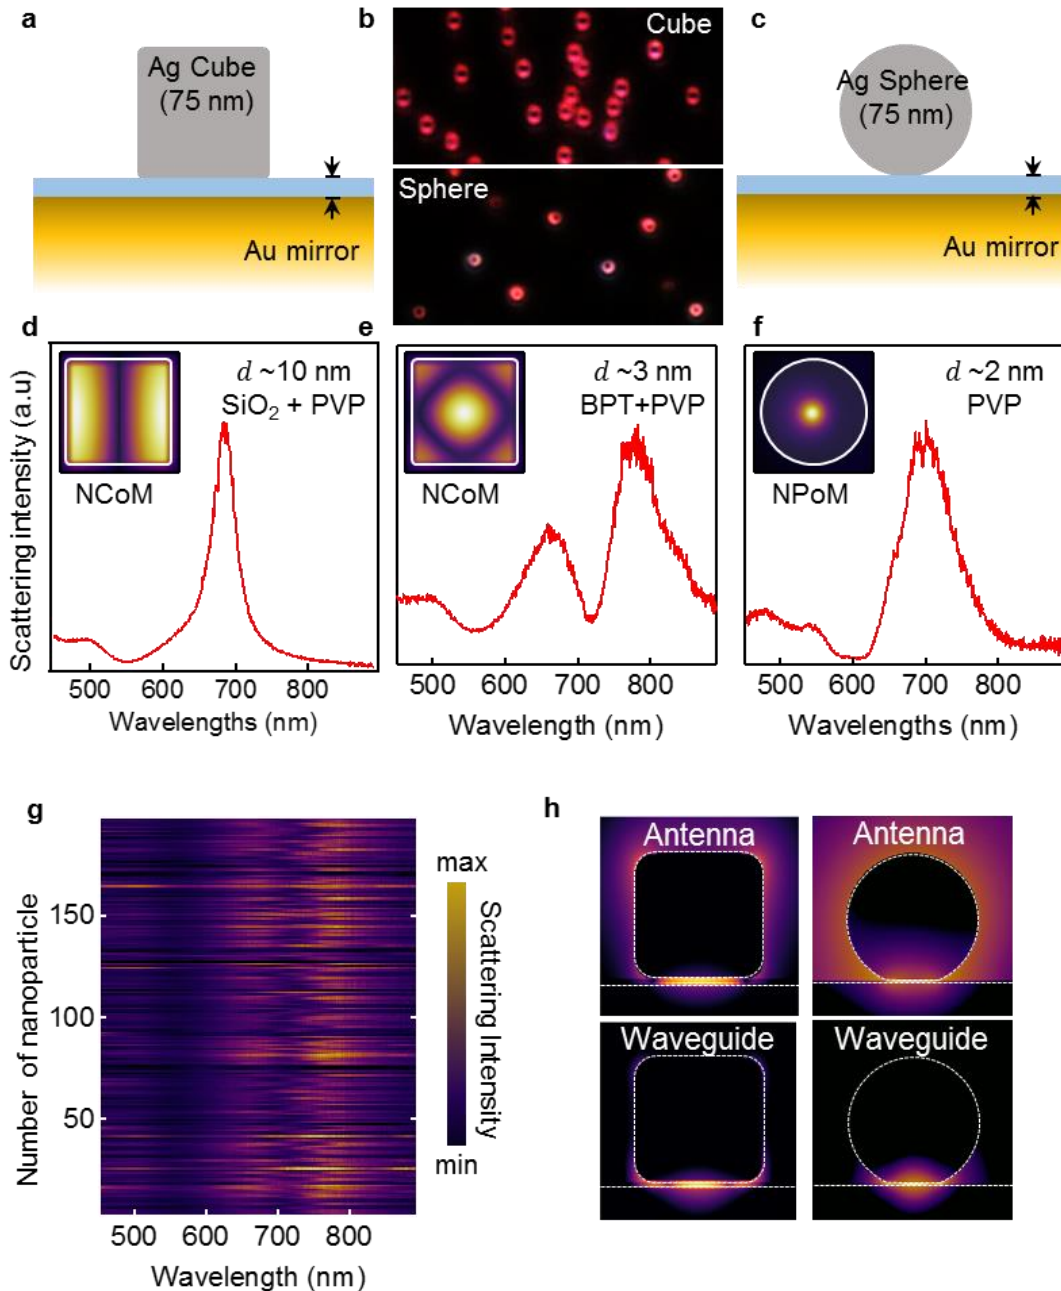 a
Ag Cube
(75 nm)
Au mirror
b
Cube
Sphere
c
Ag Sphere
(75 nm)
Au mirror
d
d ~10 nm
SiO₂ + PVP
NCoM
Scattering intensity (a.u)
500 600 700 800
Wavelengths (nm)
e
d ~3 nm
BPT+PVP
NCoM
500 600 700 800
Wavelength (nm)
f
d ~2 nm
PVP
NPoM
500 600 700 800
Wavelengths (nm)
g
Number of nanoparticle
150
100
50
500 600 700 800
Wavelength (nm)
max
Scattering Intensity
min
h
Antenna
Antenna
Waveguide
Waveguide